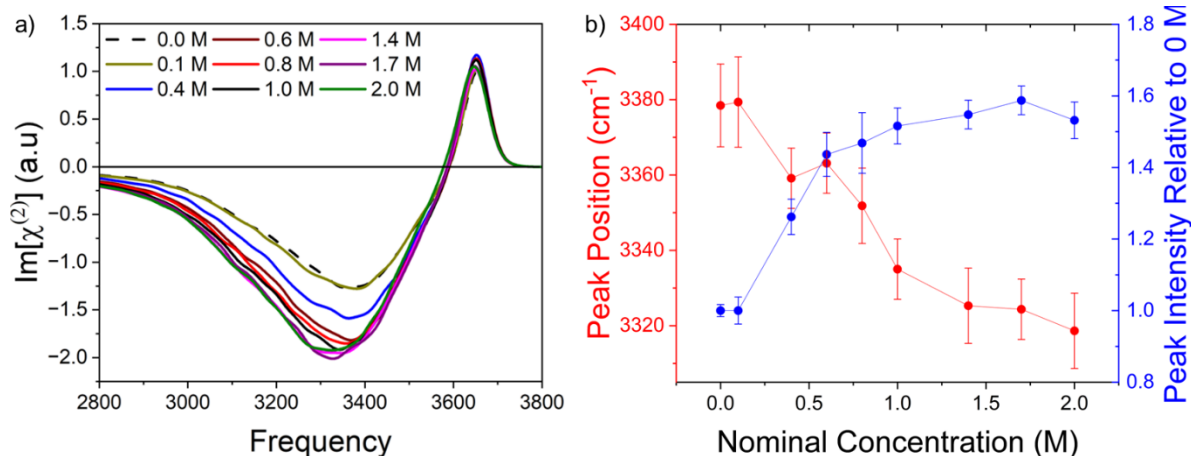 a)
1.5
1.0
0.5
0.0
−0.5
−1.0
−1.5
−2.0
Im[χ(2)] (a.u)
0.0 M 0.6 M 1.4 M
0.1 M 0.8 M 1.7 M
0.4 M 1.0 M 2.0 M
2800 3000 3200 3400 3600 3800
Frequency
b)
3400
3380
3360
3340
3320
Peak Position (cm-1)
0.0 0.5 1.0 1.5 2.0
Nominal Concentration (M)
1.8
1.6
1.4
1.2
1.0
0.8
Peak Intensity Relative to 0 M